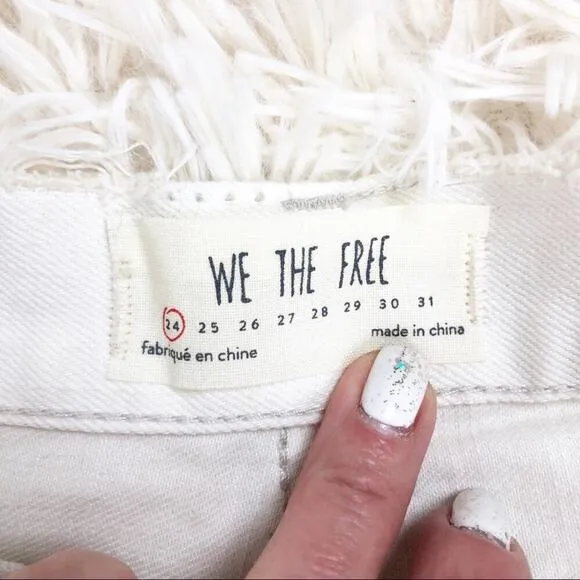 WE THE FREE
24 25 26 27 28 29 30 31
made in china
fabriqué en chine